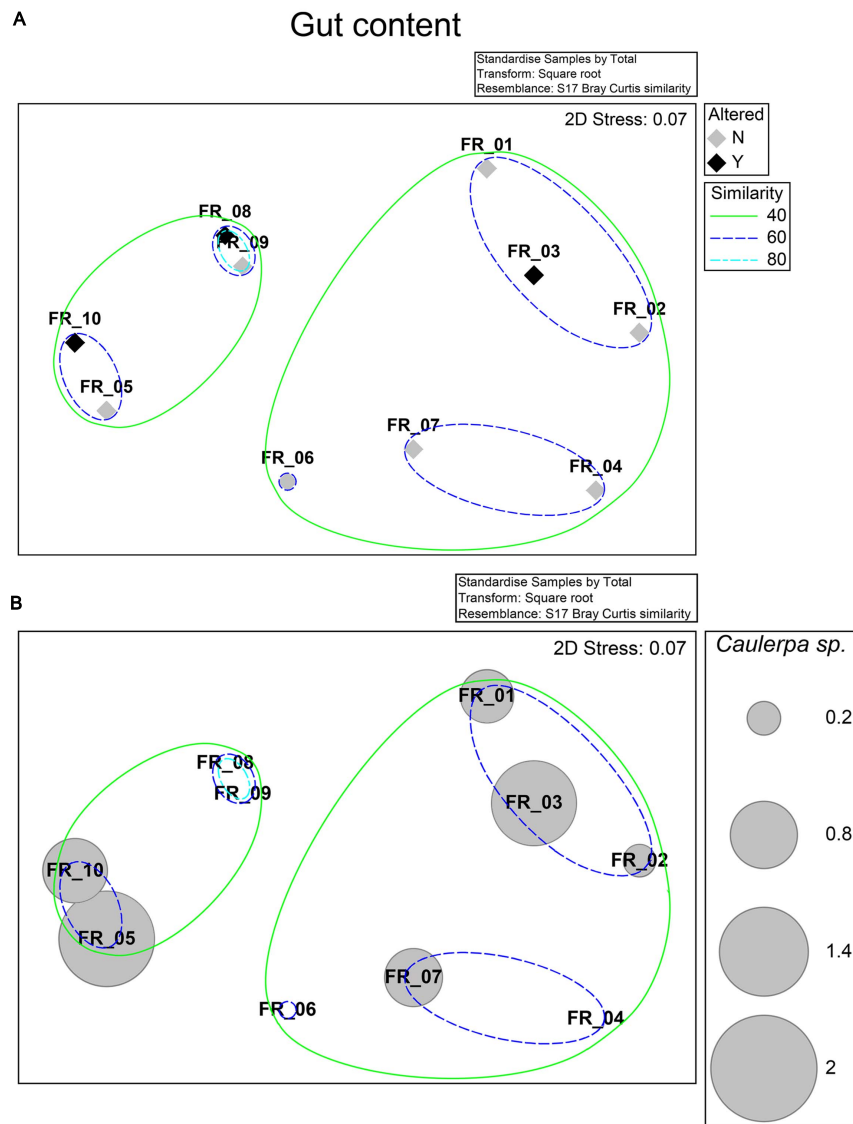 A
Gut content
Standardise Samples by Total
Transform: Square root
Resemblance: S17 Bray Curtis similarity
2D Stress: 0.07
Altered
N
Y
Similarity
40
60
80
FR_01
FR_08
FR_09
FR_03
FR_02
FR_10
FR_05
FR_07
FR_06
FR_04
B
Standardise Samples by Total
Transform: Square root
Resemblance: S17 Bray Curtis similarity
2D Stress: 0.07
Caulerpa sp.
0.2
0.8
1.4
2
FR_01
FR_08
FR_09
FR_03
FR_02
FR_10
FR_05
FR_07
FR_06
FR_04